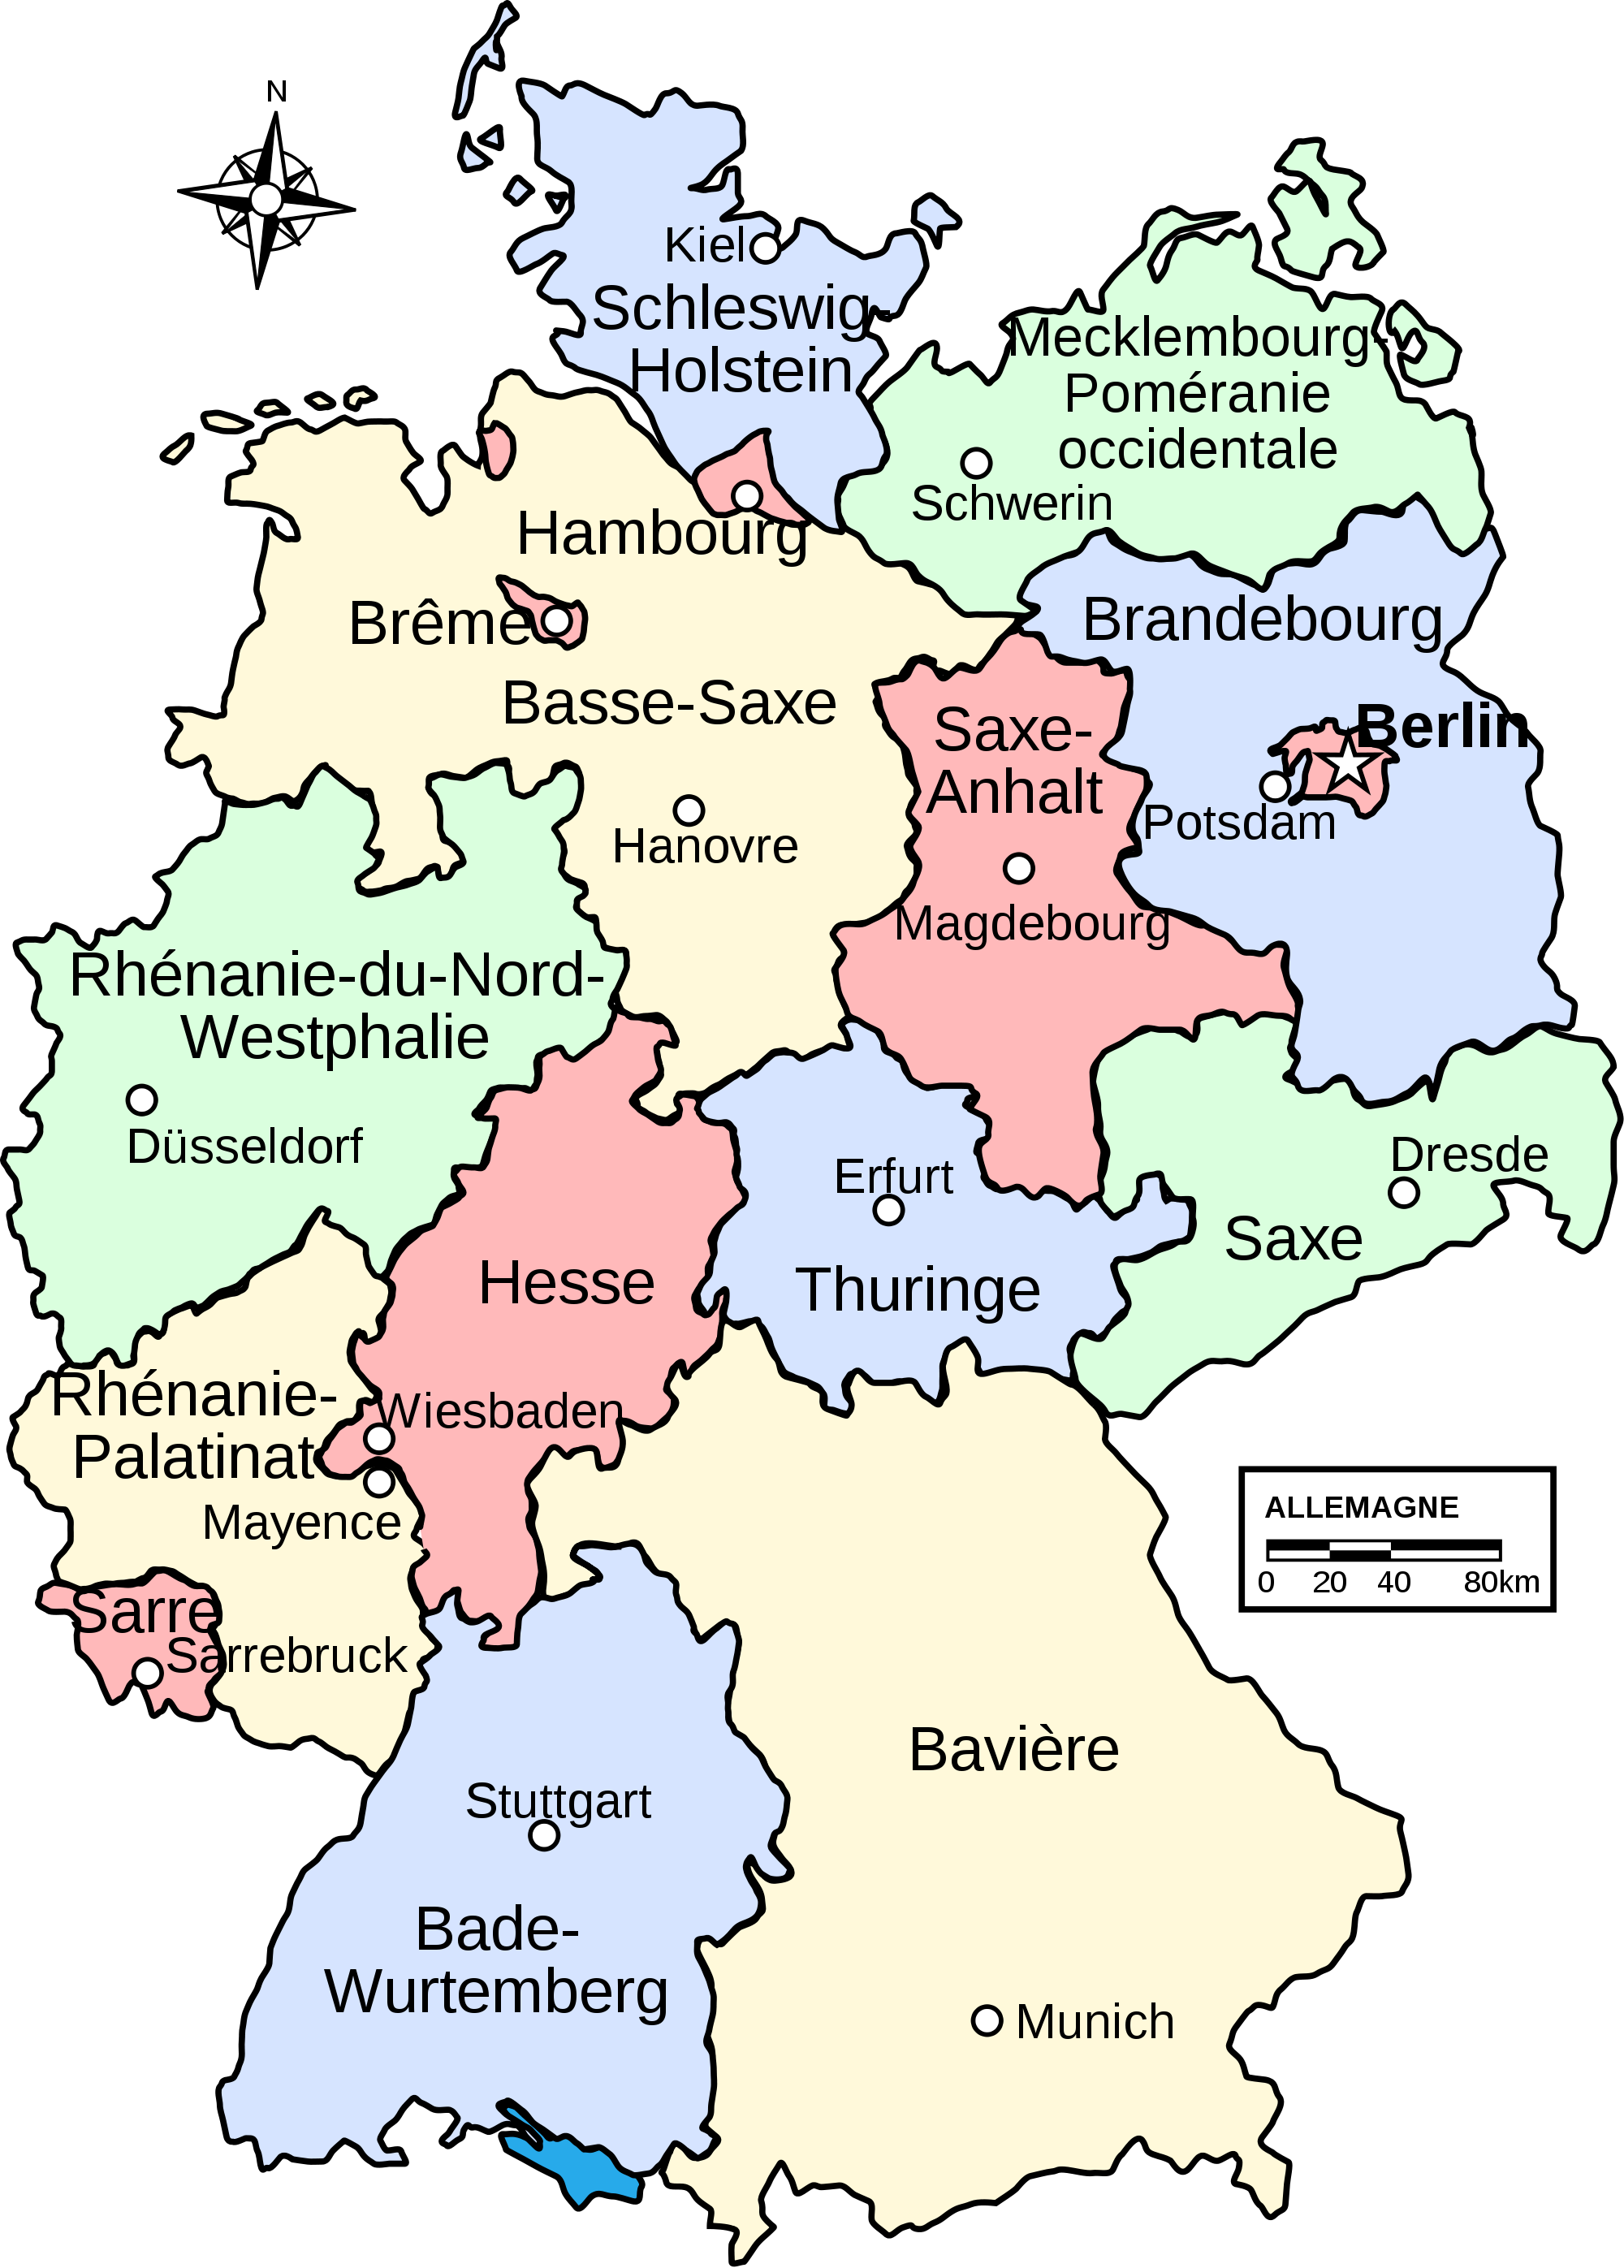 N
Kiel
Schleswig-
Holstein
Mecklembourg-
Poméranie
occidentale
Schwerin
Hambourg
Brême
Brandebourg
Basse-Saxe
Saxe-
Anhalt
Berlin
Potsdam
Hanovre
Magdebourg
Rhénanie-du-Nord-
Westphalie
Düsseldorf
Erfurt
Dresde
Saxe
Hesse
Thuringe
Rhénanie-
Palatinat
Wiesbaden
Mayence
ALLEMAGNE
0 20 40 80km
Sarre
Sarrebruck
Bavière
Stuttgart
Bade-
Wurtemberg
Munich